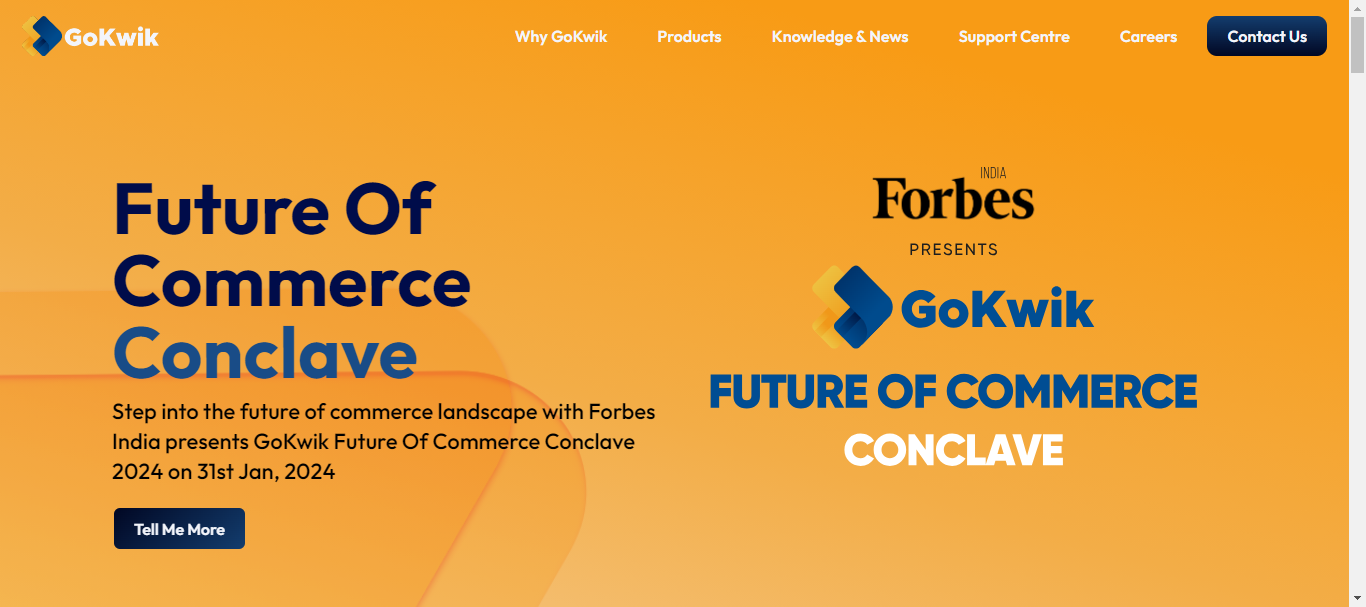 GoKwik
Why GoKwik
Products
Knowledge & News
Support Centre
Careers
Contact Us
Future Of
Commerce
Conclave
Step into the future of commerce landscape with Forbes
India presents GoKwik Future Of Commerce Conclave
2024 on 31st Jan, 2024
Tell Me More
INDIA
Forbes
PRESENTS
GoKwik
FUTURE OF COMMERCE
CONCLAVE